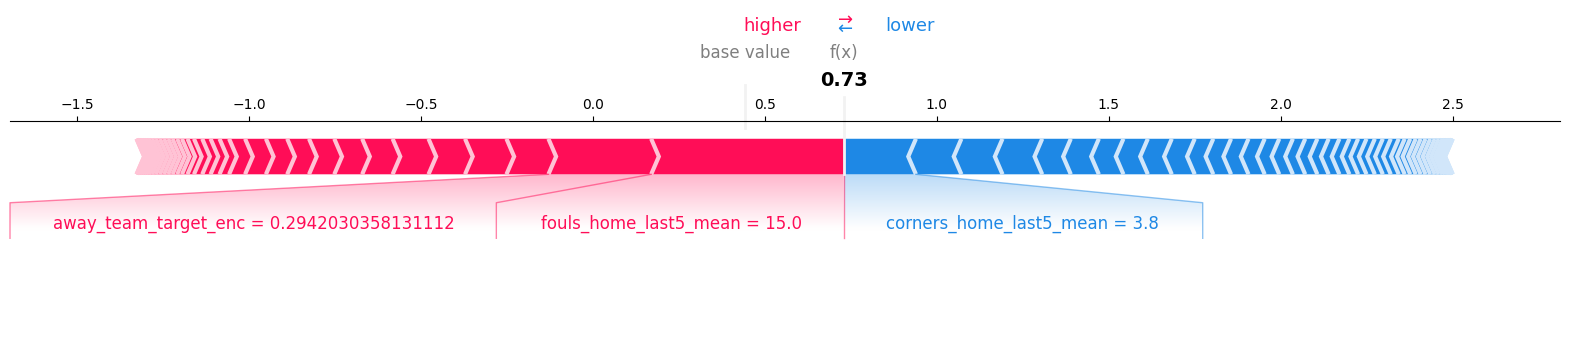 higher ⇄ lower
base value f(x)
0.73
−1.5 −1.0 −0.5 0.0 0.5 1.0 1.5 2.0 2.5
away_team_target_enc = 0.2942030358131112 fouls_home_last5_mean = 15.0 corners_home_last5_mean = 3.8